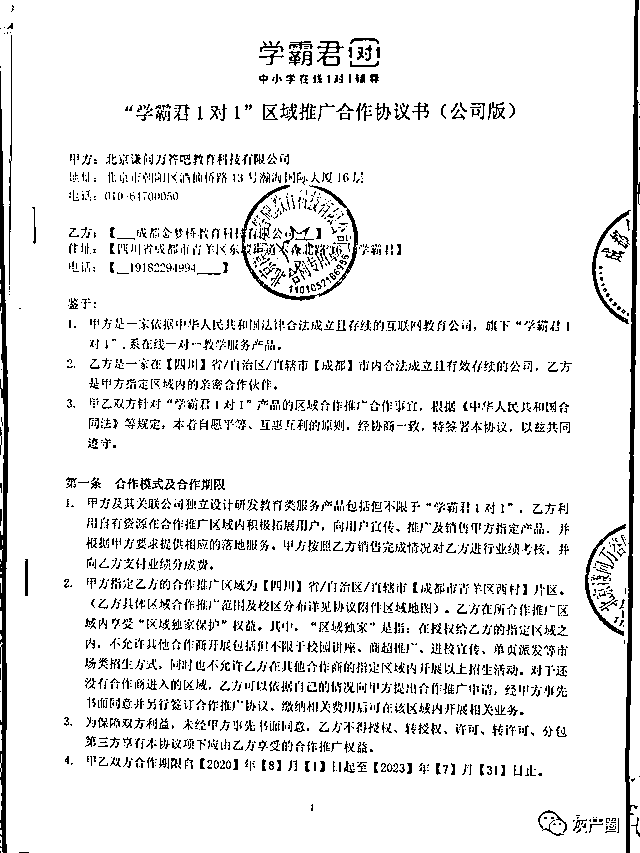 学霸君1对1
中小学在线1对1辅导
“学霸君1对1”区域推广合作协议书（公司版）
甲方：北京谦问万答吧教育科技有限公司
地址：北京市朝阳区酒仙桥路13号瀚海国际大厦16层
电话：010-64700050
乙方：【 成都金梦桥教育科技有限公司 】
住址：【四川省成都市青羊区东坡街道 学霸君】
电话：【 19182294994 】
1101052186955
鉴于：
1. 甲方是一家依据中华人民共和国法律合法成立且存续的互联网教育公司，旗下“学霸君1
对1”，系在线一对一教学服务产品。
2. 乙方是一家在【四川】省/自治区/直辖市【成都】市内合法成立且有效存续的公司，乙方
是甲方指定区域内的亲密合作伙伴。
3. 甲乙双方针对“学霸君1对1”产品的区域合作推广合作事宜，根据《中华人民共和国合
同法》等规定，本着自愿平等、互惠互利的原则，经协商一致，特签署本协议，以兹共同
遵守。
第一条 合作模式及合作期限
1. 甲方及其关联公司独立设计研发教育类服务产品包括但不限于“学霸君1对1”，乙方利
用自有资源在合作推广区域内积极拓展用户，向用户宣传、推广及销售甲方指定产品，并
根据甲方要求提供相应的落地服务。甲方按照乙方销售完成情况对乙方进行业绩考核，并
向乙方支付业绩分成费。
2. 甲方指定乙方的合作推广区域为【四川】省/自治区/直辖市【成都市青羊区西村】片区。
（乙方具体区域合作推广范围及校区分布详见协议附件区域地图）。乙方在所合作推广区
域内享受“区域独家保护”权益。其中，“区域独家”是指：在授权给乙方的指定区域之
内，不允许其他合作商开展包括但不限于校园讲座、商超推广、进校宣传、单页派发等市
场类招生方式，同时也不允许乙方在其他合作商的指定区域内开展以上招生活动。对于还
没有合作商进入的区域，乙方可以依据自己的情况向甲方提出合作推广申请，经甲方事先
书面同意并另行签订合作推广协议、缴纳相关费用后可在该区域内开展相关业务。
3. 为保障双方利益，未经甲方事先书面同意，乙方不得授权、转授权、许可、转许可、分包
第三方享有本协议项下应由乙方享受的合作推广权益。
4. 甲乙双方合作期限自【2020】年【8】月【1】日起至【2023】年【7】月【31】日止。
1
灰产圈